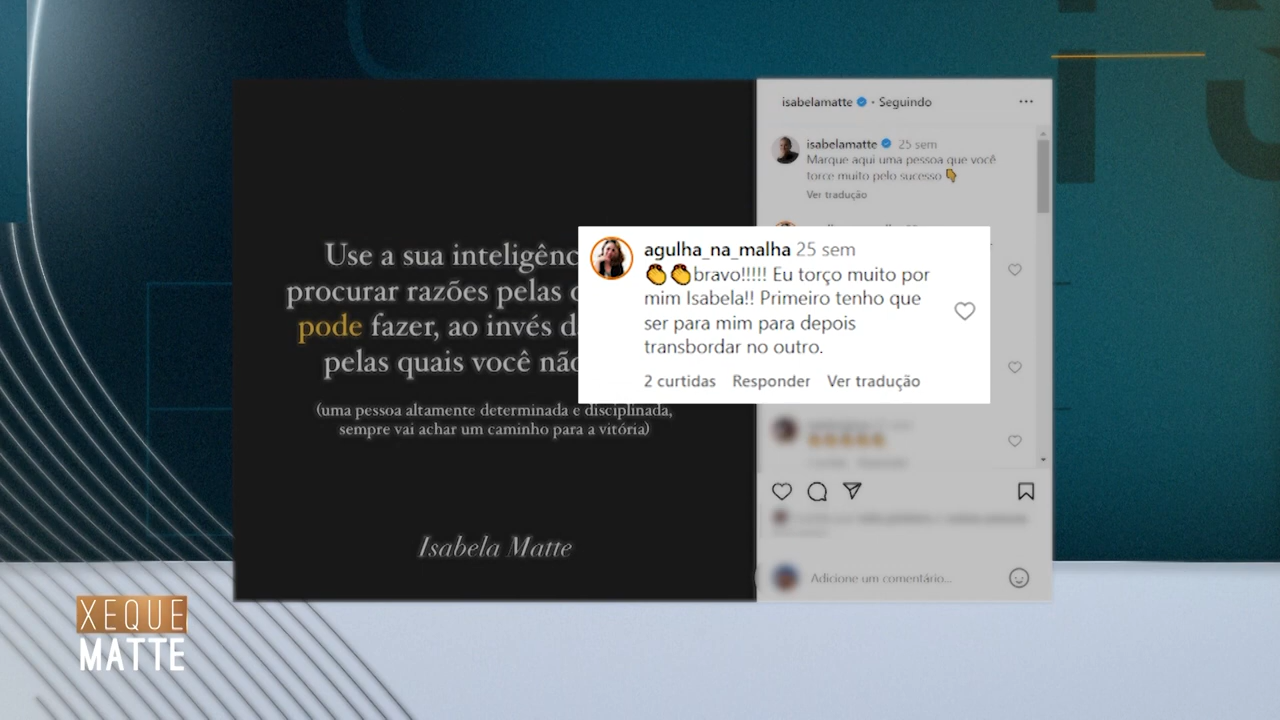 isabelamatte • Seguindo
isabelamatte 25 sem
Marque aqui uma pessoa que você
torce muito pelo sucesso 👇
Ver tradução
Use a sua inteligênc
procurar razões pelas
pode fazer, ao invés
pelas quais você não
(uma pessoa altamente determinada e disciplinada,
sempre vai achar um caminho para a vitória)
Isabela Matte
agulha_na_malha 25 sem
👏👏bravo!!!!! Eu torço muito por
mim Isabela!! Primeiro tenho que
ser para mim para depois
transbordar no outro.
2 curtidas Responder Ver tradução
Adicione um comentário...
XEQUE
MATTE